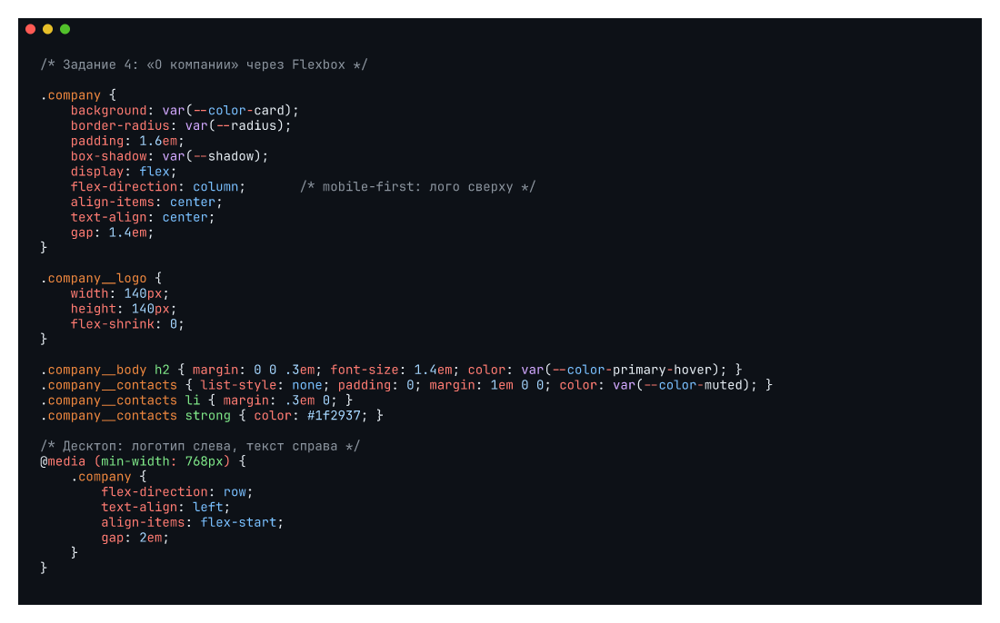 /* Задание 4: «О компании» через Flexbox */
.company {
    background: var(--color-card);
    border-radius: var(--radius);
    padding: 1.6em;
    box-shadow: var(--shadow);
    display: flex;
    flex-direction: column;       /* mobile-first: лого сверху */
    align-items: center;
    text-align: center;
    gap: 1.4em;
}
.company__logo {
    width: 140px;
    height: 140px;
    flex-shrink: 0;
}
.company__body h2 { margin: 0 0 .3em; font-size: 1.4em; color: var(--color-primary-hover); }
.company__contacts { list-style: none; padding: 0; margin: 1em 0 0; color: var(--color-muted); }
.company__contacts li { margin: .3em 0; }
.company__contacts strong { color: #1f2937; }
/* Десктоп: логотип слева, текст справа */
@media (min-width: 768px) {
    .company {
        flex-direction: row;
        text-align: left;
        align-items: flex-start;
        gap: 2em;
    }
}